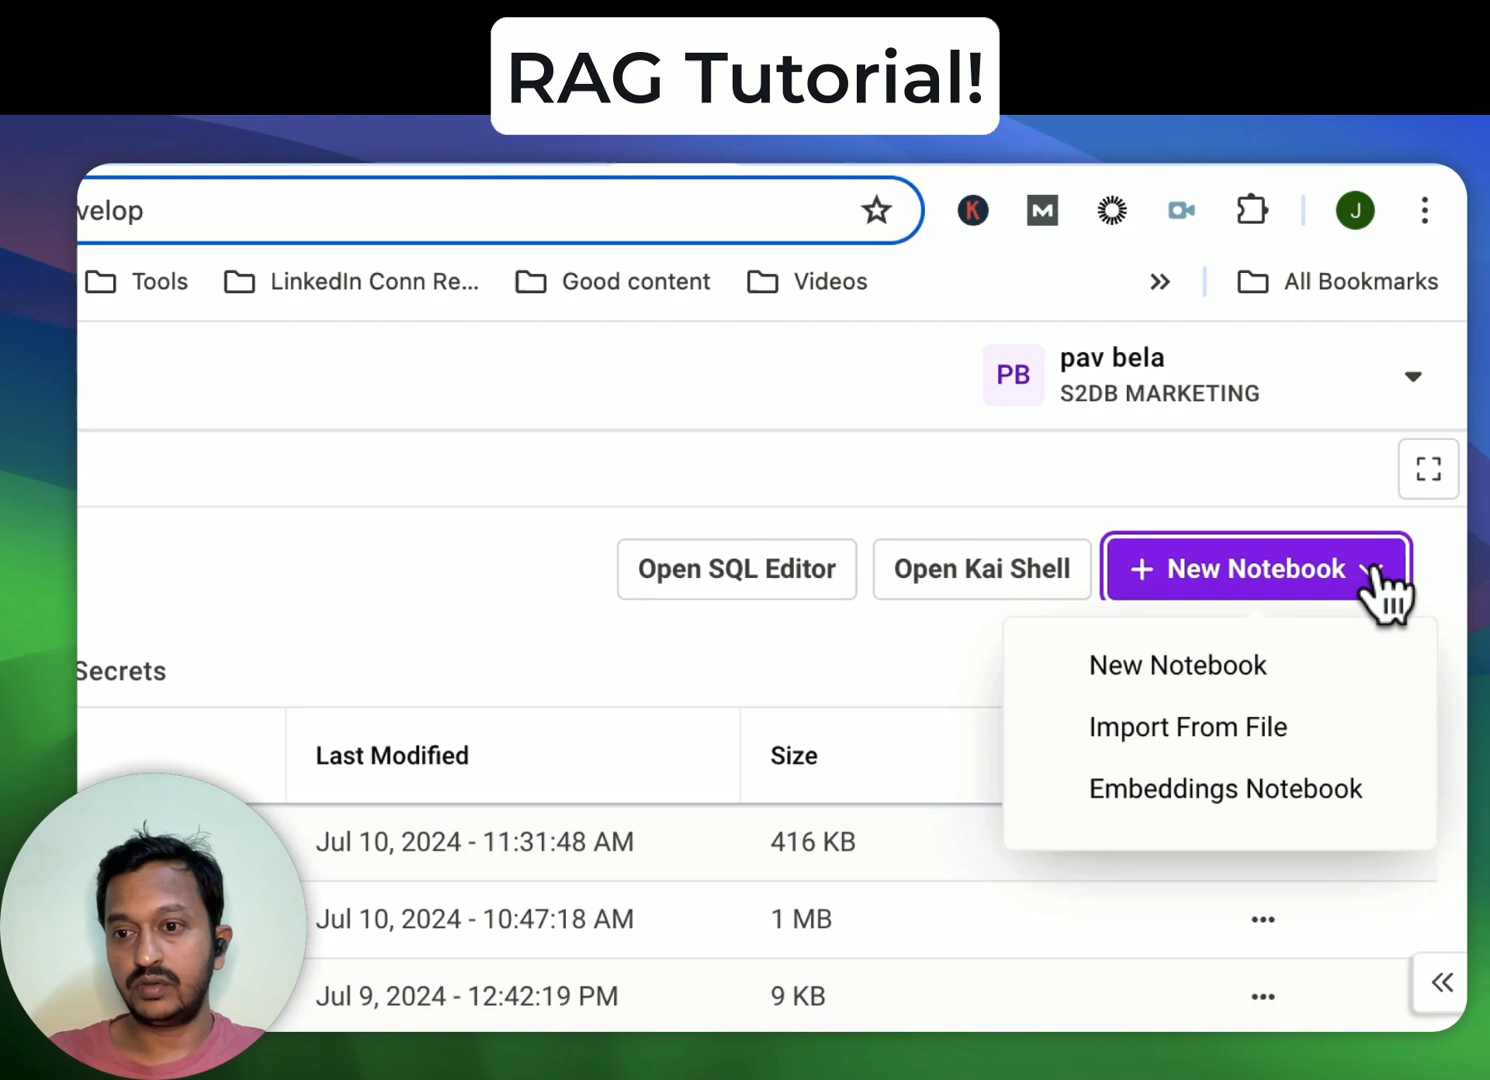 RAG Tutorial!
velop
K
M
J
Tools
LinkedIn Conn Re...
Good content
Videos
All Bookmarks
PB
pav bela
S2DB MARKETING
Open SQL Editor
Open Kai Shell
+ New Notebook
New Notebook
Import From File
Embeddings Notebook
Secrets
Last Modified
Size
Jul 10, 2024 - 11:31:48 AM
416 KB
Jul 10, 2024 - 10:47:18 AM
1 MB
Jul 9, 2024 - 12:42:19 PM
9 KB